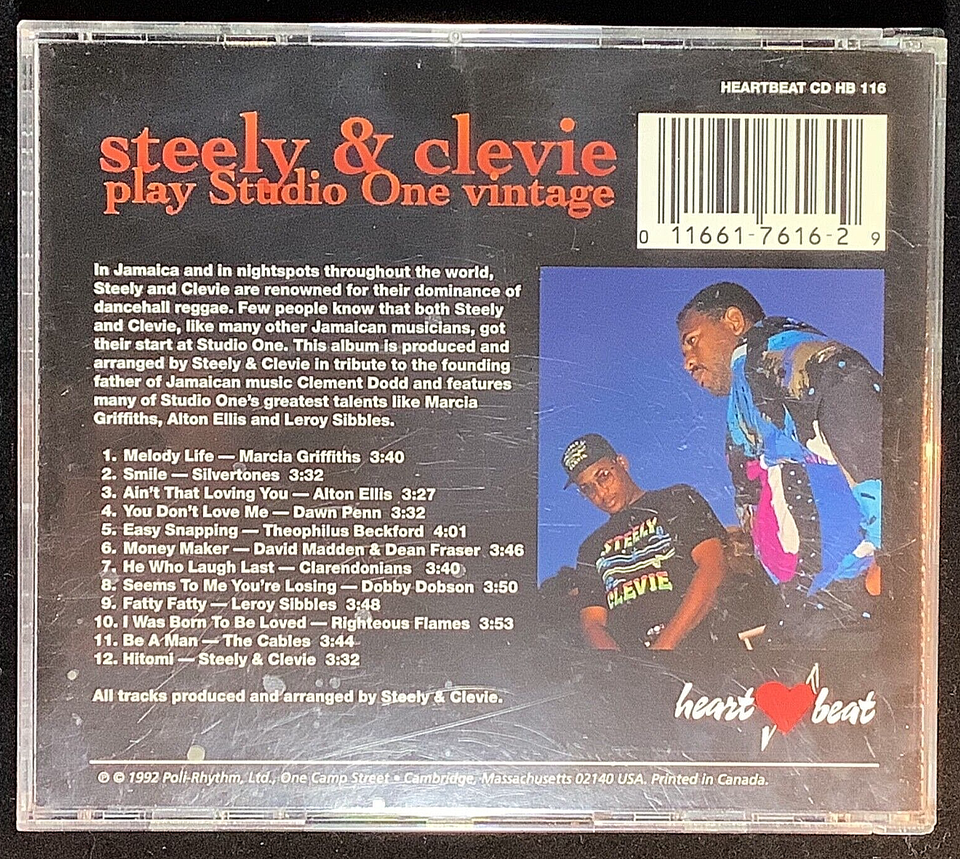 HEARTBEAT CD HB 116
steely & clevie
play Studio One vintage
0 11661-7616-2 9
In Jamaica and in nightspots throughout the world,
Steely and Clevie are renowned for their dominance of
dancehall reggae. Few people know that both Steely
and Clevie, like many other Jamaican musicians, got
their start at Studio One. This album is produced and
arranged by Steely & Clevie in tribute to the founding
father of Jamaican music Clement Dodd and features
many of Studio One's greatest talents like Marcia
Griffiths, Alton Ellis and Leroy Sibbles.
1. Melody Life — Marcia Griffiths 3:40
2. Smile — Silvertones 3:32
3. Ain't That Loving You — Alton Ellis 3:27
4. You Don't Love Me — Dawn Penn 3:32
5. Easy Snapping — Theophilus Beckford 4:01
6. Money Maker — David Madden & Dean Fraser 3:46
7. He Who Laugh Last — Clarendonians 3:40
8. Seems To Me You're Losing — Dobby Dobson 3:50
9. Fatty Fatty — Leroy Sibbles 3:48
10. I Was Born To Be Loved — Righteous Flames 3:53
11. Be A Man — The Cables 3:44
12. Hitomi — Steely & Clevie 3:32
All tracks produced and arranged by Steely & Clevie.
STEELY
CLEVIE
heart beat
℗ © 1992 Poli-Rhythm, Ltd., One Camp Street • Cambridge, Massachusetts 02140 USA. Printed in Canada.